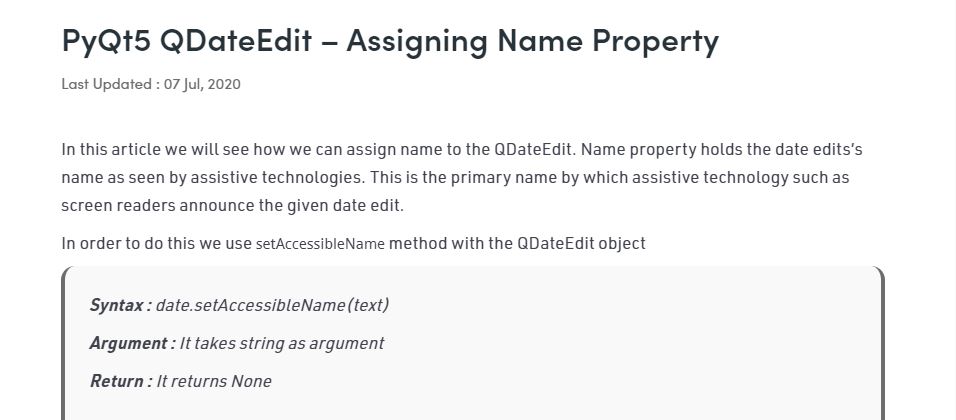 PyQt5 QDateEdit – Assigning Name Property
Last Updated : 07 Jul, 2020
In this article we will see how we can assign name to the QDateEdit. Name property holds the date edits's
name as seen by assistive technologies. This is the primary name by which assistive technology such as
screen readers announce the given date edit.
In order to do this we use setAccessibleName method with the QDateEdit object
Syntax : date.setAccessibleName(text)
Argument : It takes string as argument
Return : It returns None